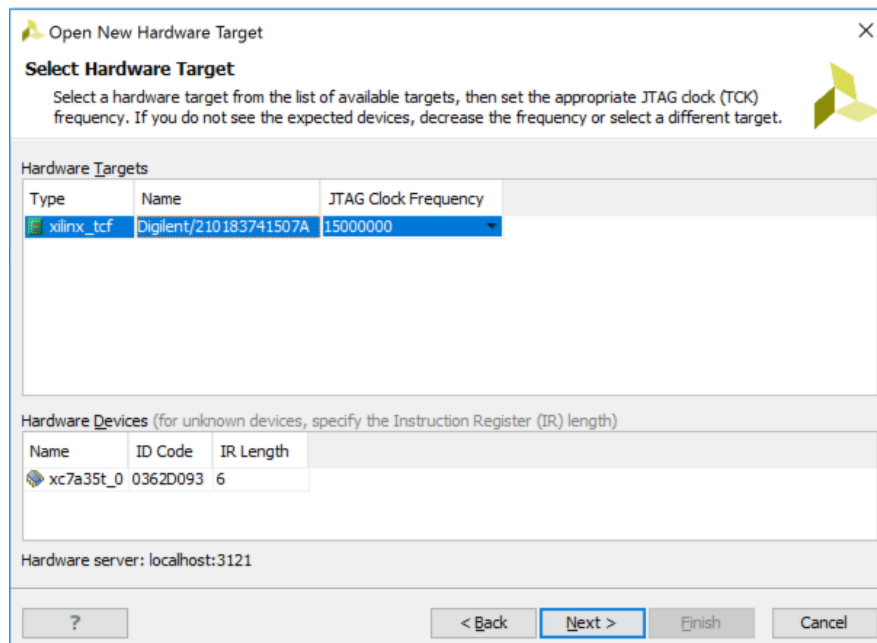 Open New Hardware Target
Select Hardware Target
Select a hardware target from the list of available targets, then set the appropriate JTAG clock (TCK)
frequency. If you do not see the expected devices, decrease the frequency or select a different target.
Hardware Targets
Type Name JTAG Clock Frequency
xilinx_tcf Digilent/210183741507A 15000000
Hardware Devices (for unknown devices, specify the Instruction Register (IR) length)
Name ID Code IR Length
xc7a35t_0 0362D093 6
Hardware server: localhost:3121
? < Back Next > Finish Cancel